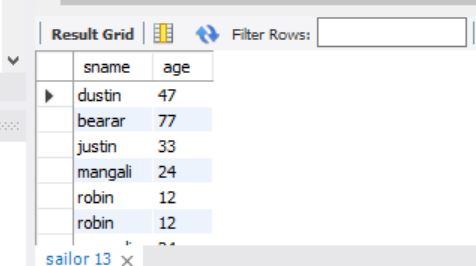 Result Grid Filter Rows:
sname age
dustin 47
bearar 77
justin 33
mangali 24
robin 12
robin 12
sailor 13